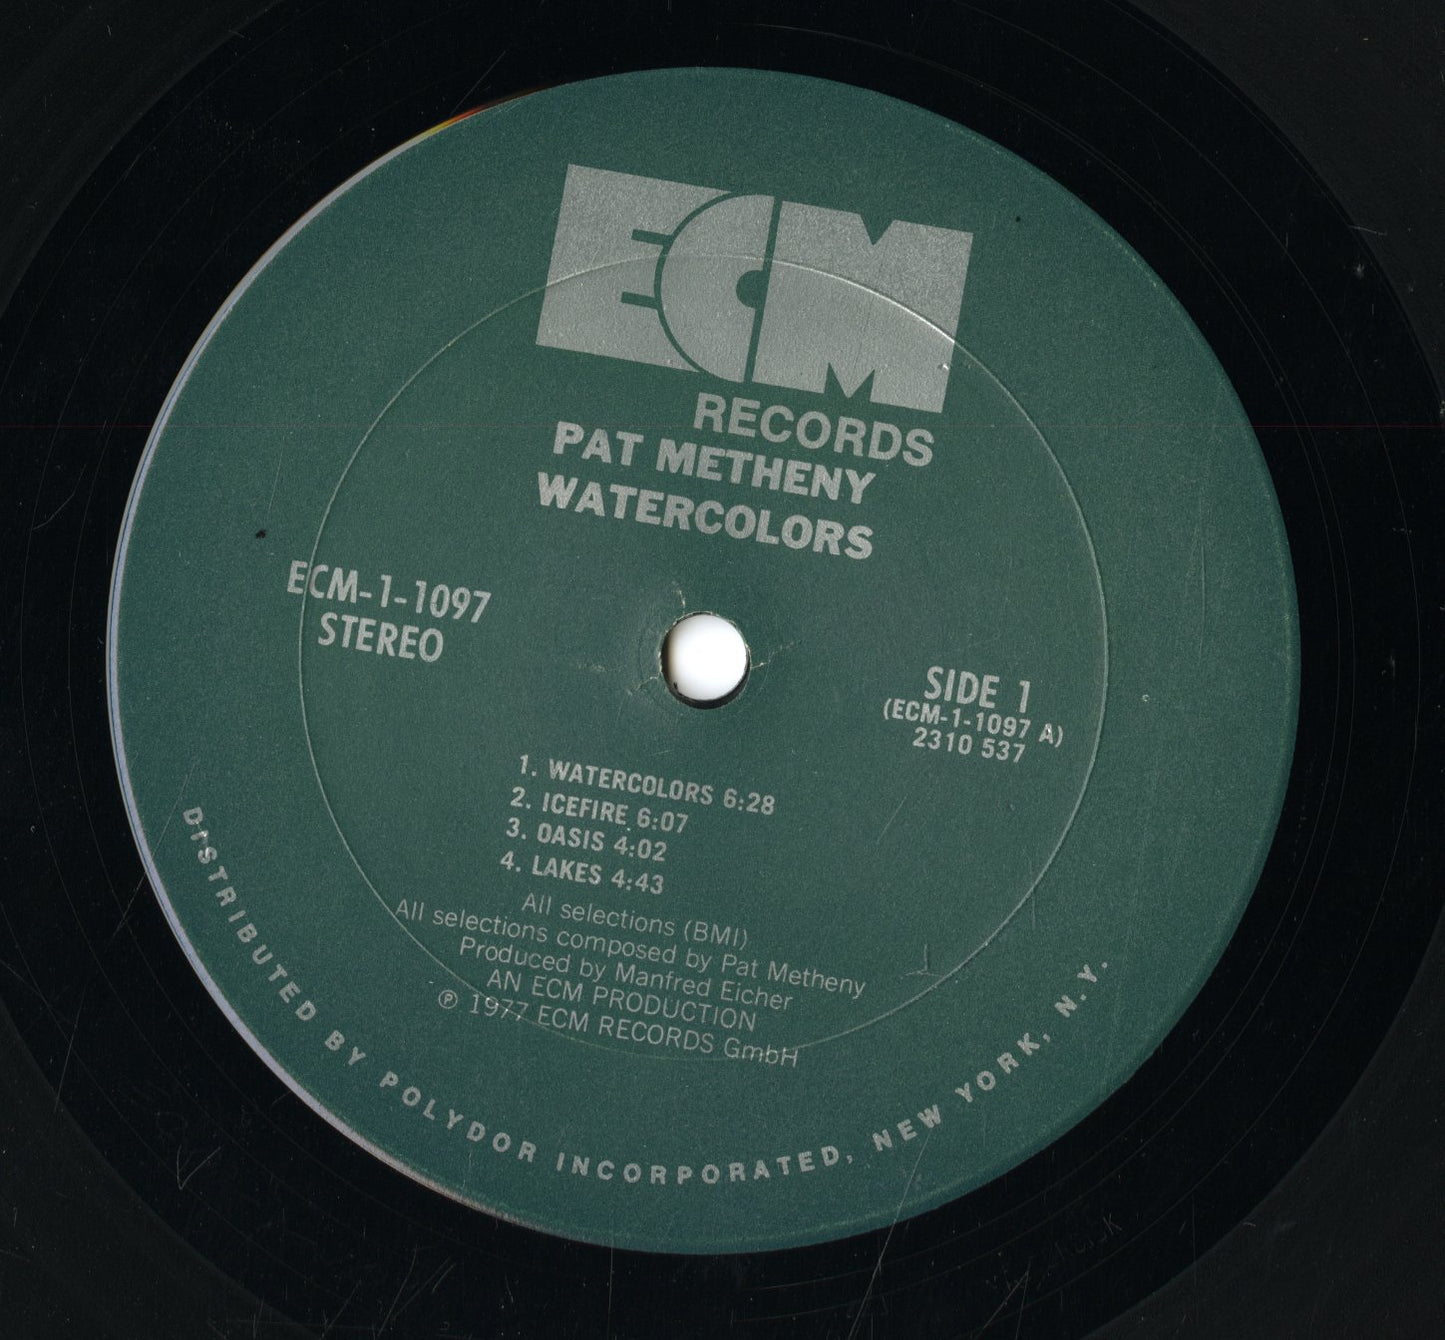 ECM
RECORDS
PAT METHENY
WATERCOLORS
ECM-1-1097
STEREO
SIDE 1
(ECM-1-1097 A)
2310 537
1. WATERCOLORS 6:28
2. ICEFIRE 6:07
3. OASIS 4:02
4. LAKES 4:43
All selections (BMI)
All selections composed by Pat Metheny
Produced by Manfred Eicher
AN ECM PRODUCTION
℗ 1977 ECM RECORDS GmbH
DISTRIBUTED BY POLYDOR INCORPORATED, NEW YORK, N.Y.